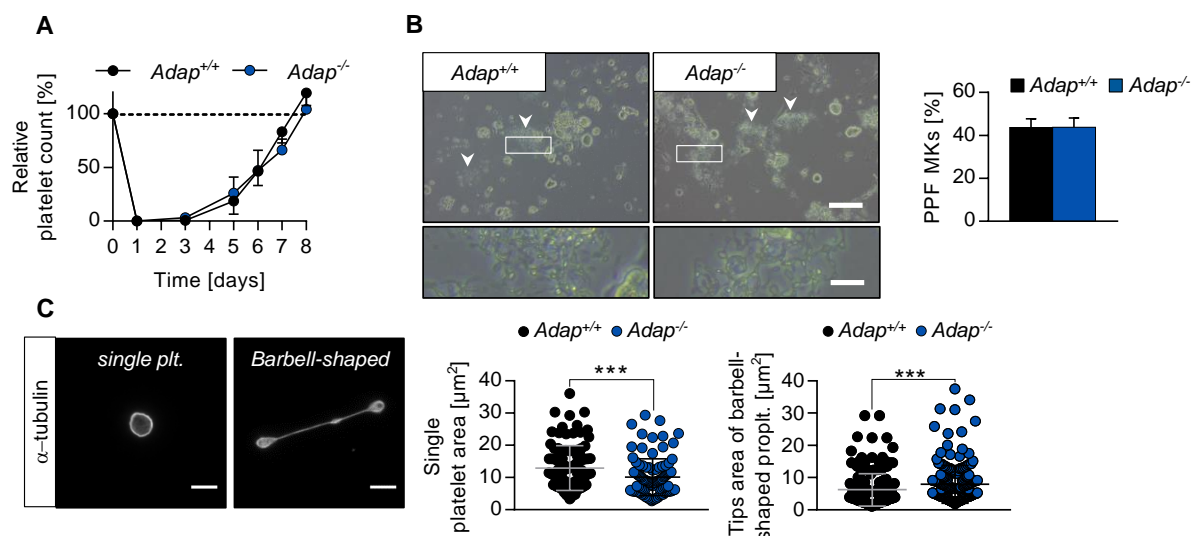 A
Adap+/+
Adap-/-
Relative
platelet count [%]
100
50
0
0 1 2 3 4 5 6 7 8
Time [days]
B
Adap+/+
Adap-/-
Adap+/+
Adap-/-
PPF MKs [%]
60
40
20
0
C
α–tubulin
single plt.
Barbell-shaped
Adap+/+
Adap-/-
Single
platelet area [µm²]
40
30
20
10
0
***
Adap+/+
Adap-/-
Tips area of barbell-
shaped proplt. [µm²]
40
30
20
10
0
***